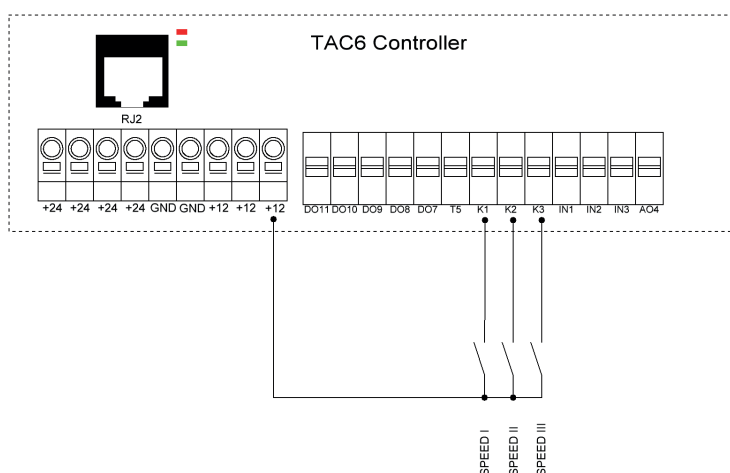 TAC6 Controller
RJ2
+24 +24 +24 +24 GND GND +12 +12 +12
DO11 DO10 DO9 DO8 DO7 T5 K1 K2 K3 IN1 IN2 IN3 AO4
SPEED I
SPEED II
SPEED III